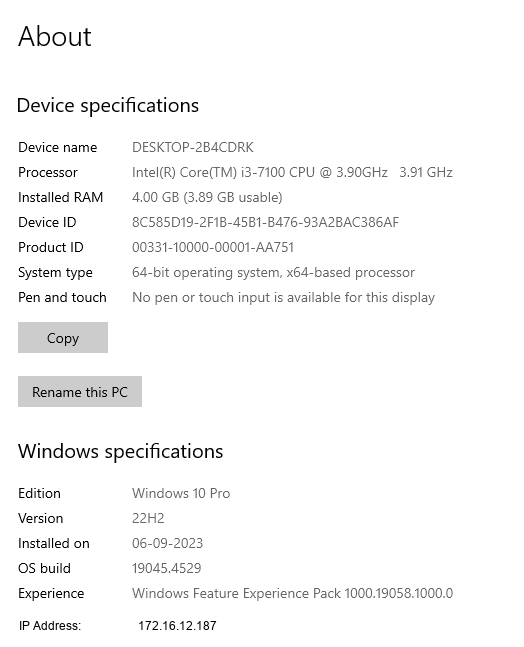 About
Device specifications
Device name DESKTOP-2B4CDRK
Processor Intel(R) Core(TM) i3-7100 CPU @ 3.90GHz 3.91 GHz
Installed RAM 4.00 GB (3.89 GB usable)
Device ID 8C585D19-2F1B-45B1-B476-93A2BAC386AF
Product ID 00331-10000-00001-AA751
System type 64-bit operating system, x64-based processor
Pen and touch No pen or touch input is available for this display
Copy
Rename this PC
Windows specifications
Edition Windows 10 Pro
Version 22H2
Installed on 06-09-2023
OS build 19045.4529
Experience Windows Feature Experience Pack 1000.19058.1000.0
IP Address: 172.16.12.187